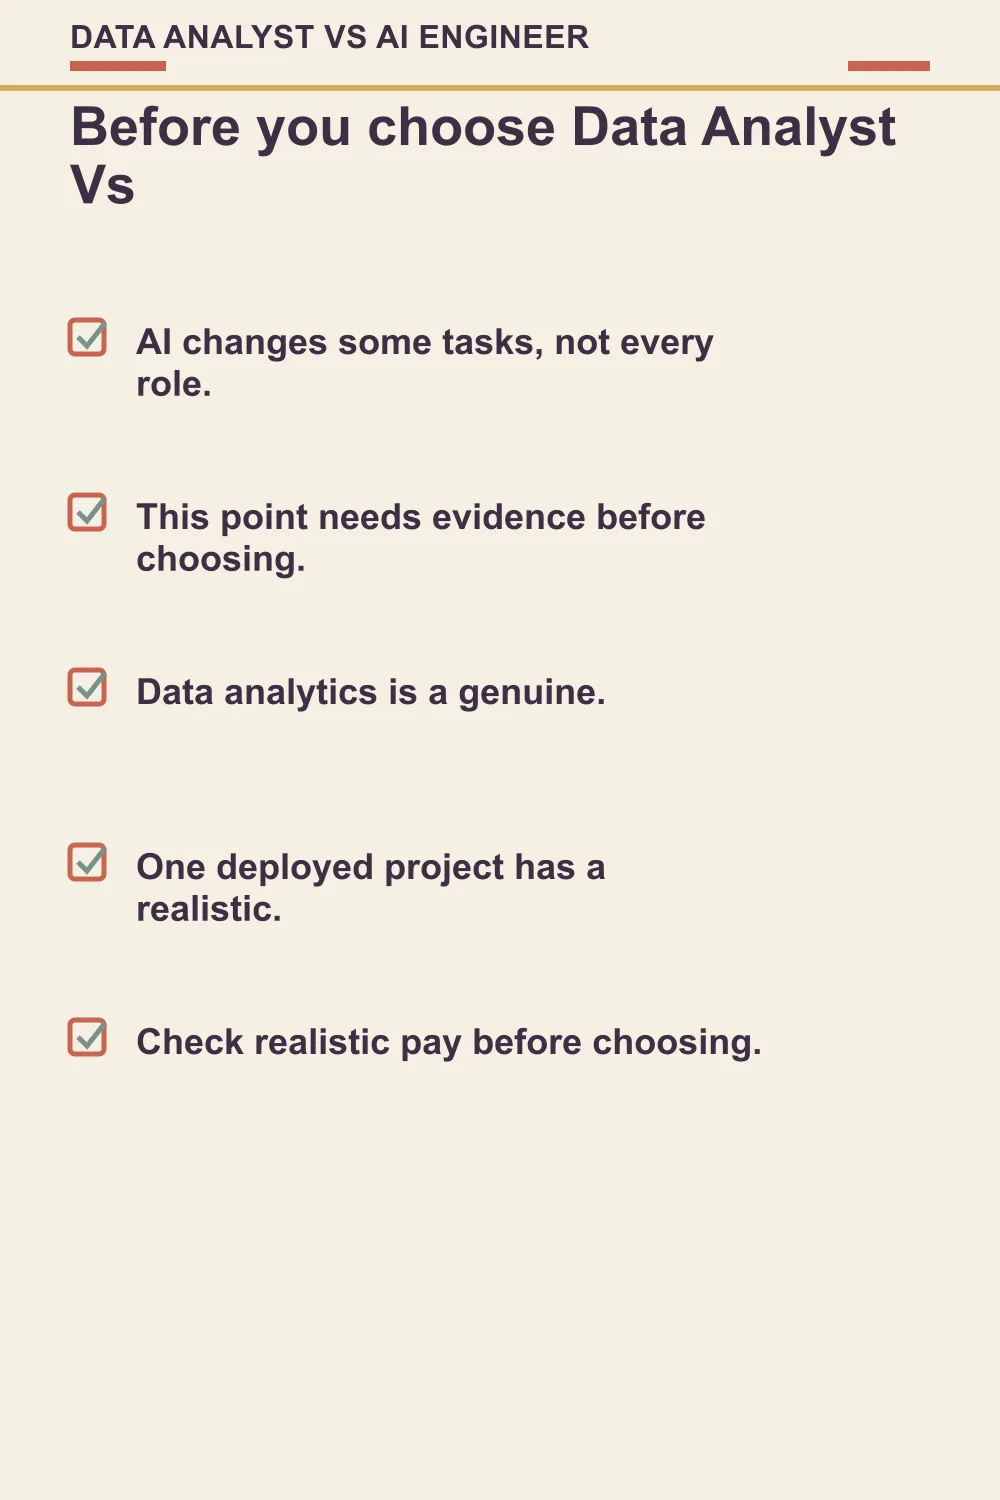 DATA ANALYST VS AI ENGINEER
Before you choose Data Analyst
Vs
AI changes some tasks, not every
role.
This point needs evidence before
choosing.
Data analytics is a genuine.
One deployed project has a
realistic.
Check realistic pay before choosing.